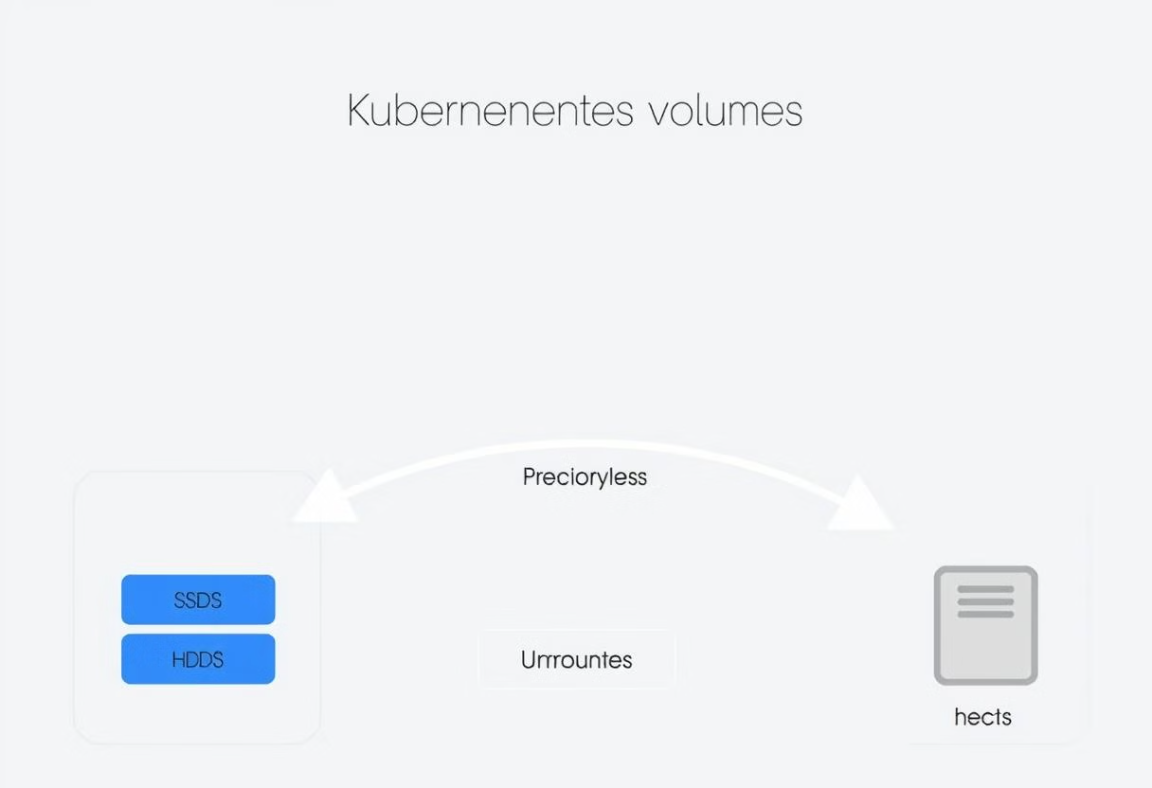 Kubernenentes volumes
Precioryless
SSDS
HDDS
Urrrountes
hects